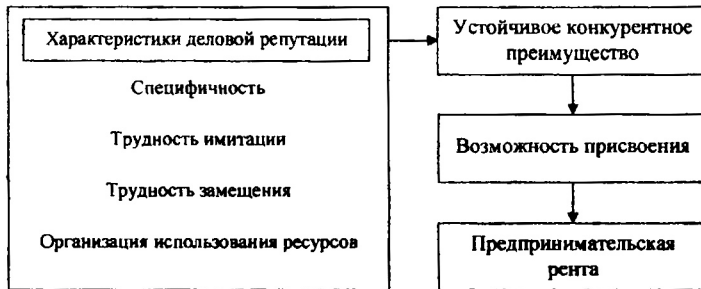 Характеристики деловой репутации
Специфичность
Трудность имитации
Трудность замещения
Организация использования ресурсов
Устойчивое конкурентное
преимущество
Возможность присвоения
Предпринимательская
рента